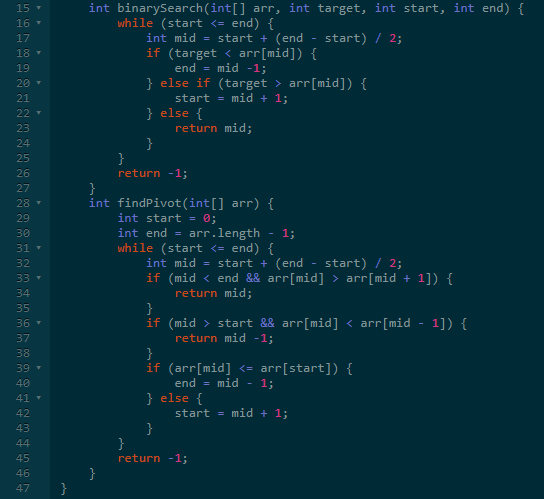 15 int binarySearch(int[] arr, int target, int start, int end) {
16 while (start <= end) {
17 int mid = start + (end - start) / 2;
18 if (target < arr[mid]) {
19 end = mid -1;
20 } else if (target > arr[mid]) {
21 start = mid + 1;
22 } else {
23 return mid;
24 }
25 }
26 return -1;
27 }
28 int findPivot(int[] arr) {
29 int start = 0;
30 int end = arr.length - 1;
31 while (start <= end) {
32 int mid = start + (end - start) / 2;
33 if (mid < end && arr[mid] > arr[mid + 1]) {
34 return mid;
35 }
36 if (mid > start && arr[mid] < arr[mid - 1]) {
37 return mid -1;
38 }
39 if (arr[mid] <= arr[start]) {
40 end = mid - 1;
41 } else {
42 start = mid + 1;
43 }
44 }
45 return -1;
46 }
47 }